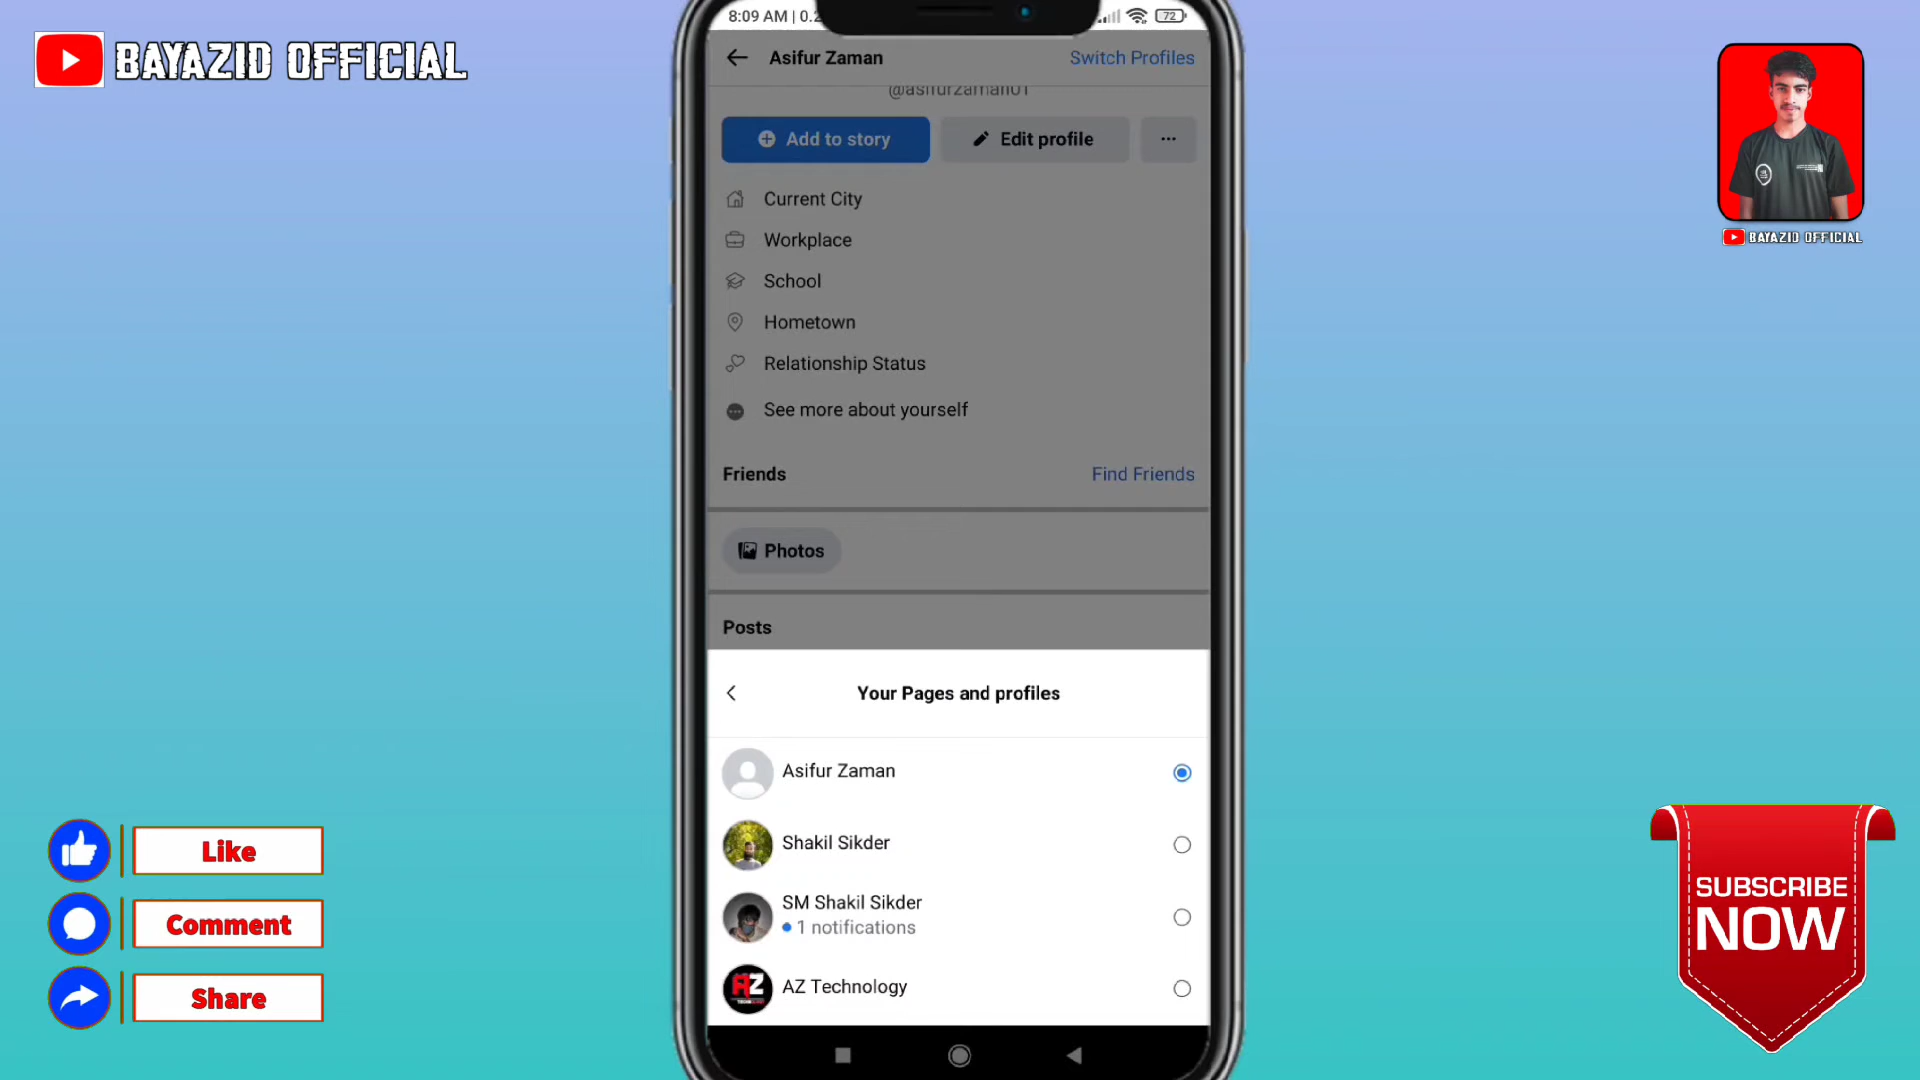 BAYAZID OFFICIAL
8:09 AM | 0.2
72
Asifur Zaman
Switch Profiles
@asifurzaman01
Add to story
Edit profile
Current City
Workplace
School
Hometown
Relationship Status
See more about yourself
Friends
Find Friends
Photos
Posts
Your Pages and profiles
Asifur Zaman
Shakil Sikder
SM Shakil Sikder
1 notifications
AZ Technology
AZ
BAYAZID OFFICIAL
Like
Comment
Share
SUBSCRIBE
NOW